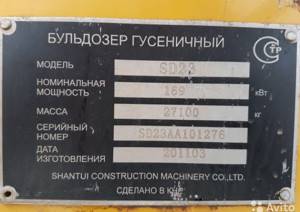 БУЛЬДОЗЕР ГУСЕНИЧНЫЙ
МОДЕЛЬ SD23
НОМИНАЛЬНАЯ
МОЩНОСТЬ 169 кВт
МАССА 27100 кг
СЕРИЙНЫЙ
НОМЕР SD23AA101276
ДАТА
ИЗГОТОВЛЕНИЯ 201103
SHANTUI CONSTRUCTION MACHINERY CO.,LTD.
СДЕЛАНО В КНР
Avito